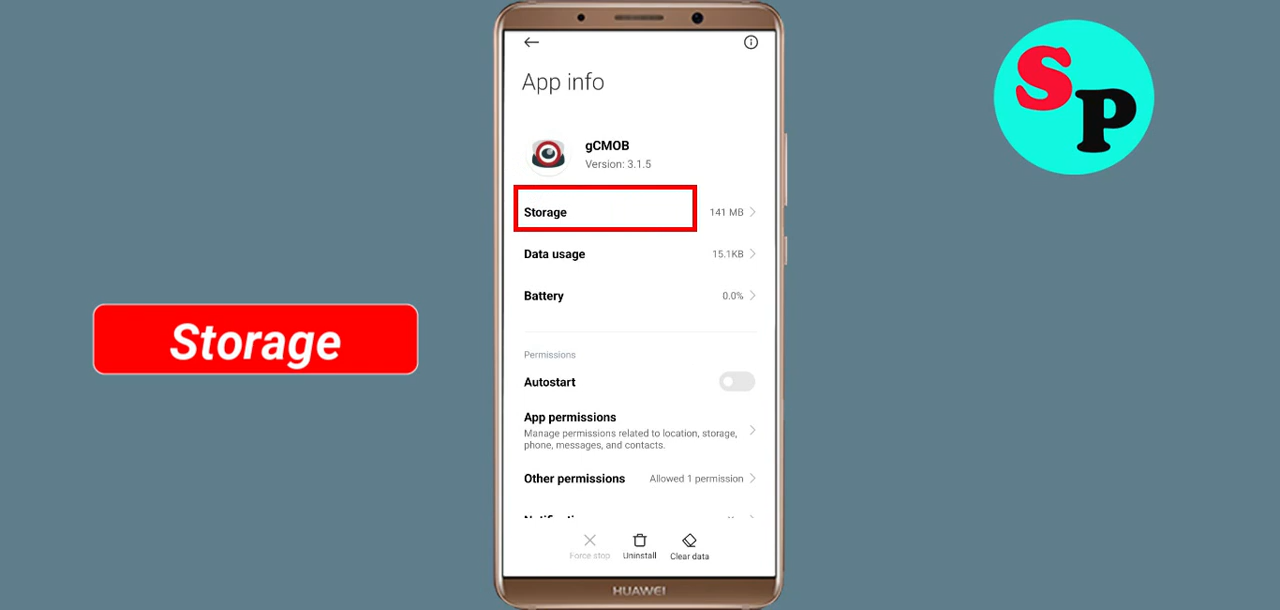 App info
gCMOB
Version: 3.1.5
Storage 141 MB
Data usage 15.1KB
Battery 0.0%
Permissions
Autostart
App permissions
Manage permissions related to location, storage,
phone, messages, and contacts.
Other permissions Allowed 1 permission
Force stop Uninstall Clear data
HUAWEI
Storage
SP